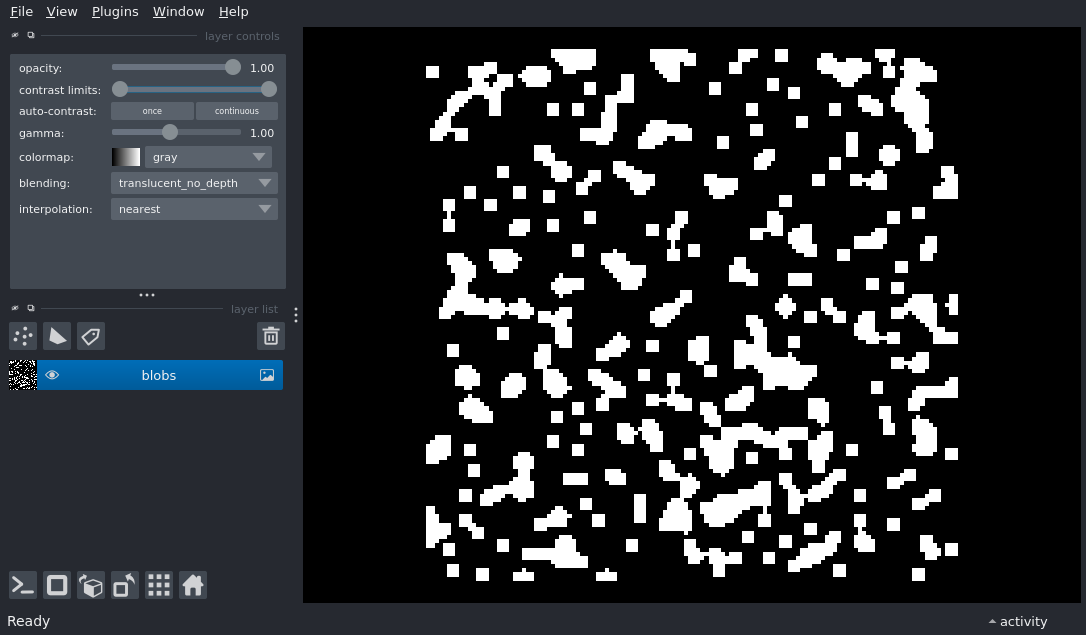 File View Plugins Window Help
layer controls
opacity: 1.00
contrast limits:
auto-contrast: once continuous
gamma: 1.00
colormap: gray
blending: translucent_no_depth
interpolation: nearest
layer list
blobs
Ready activity